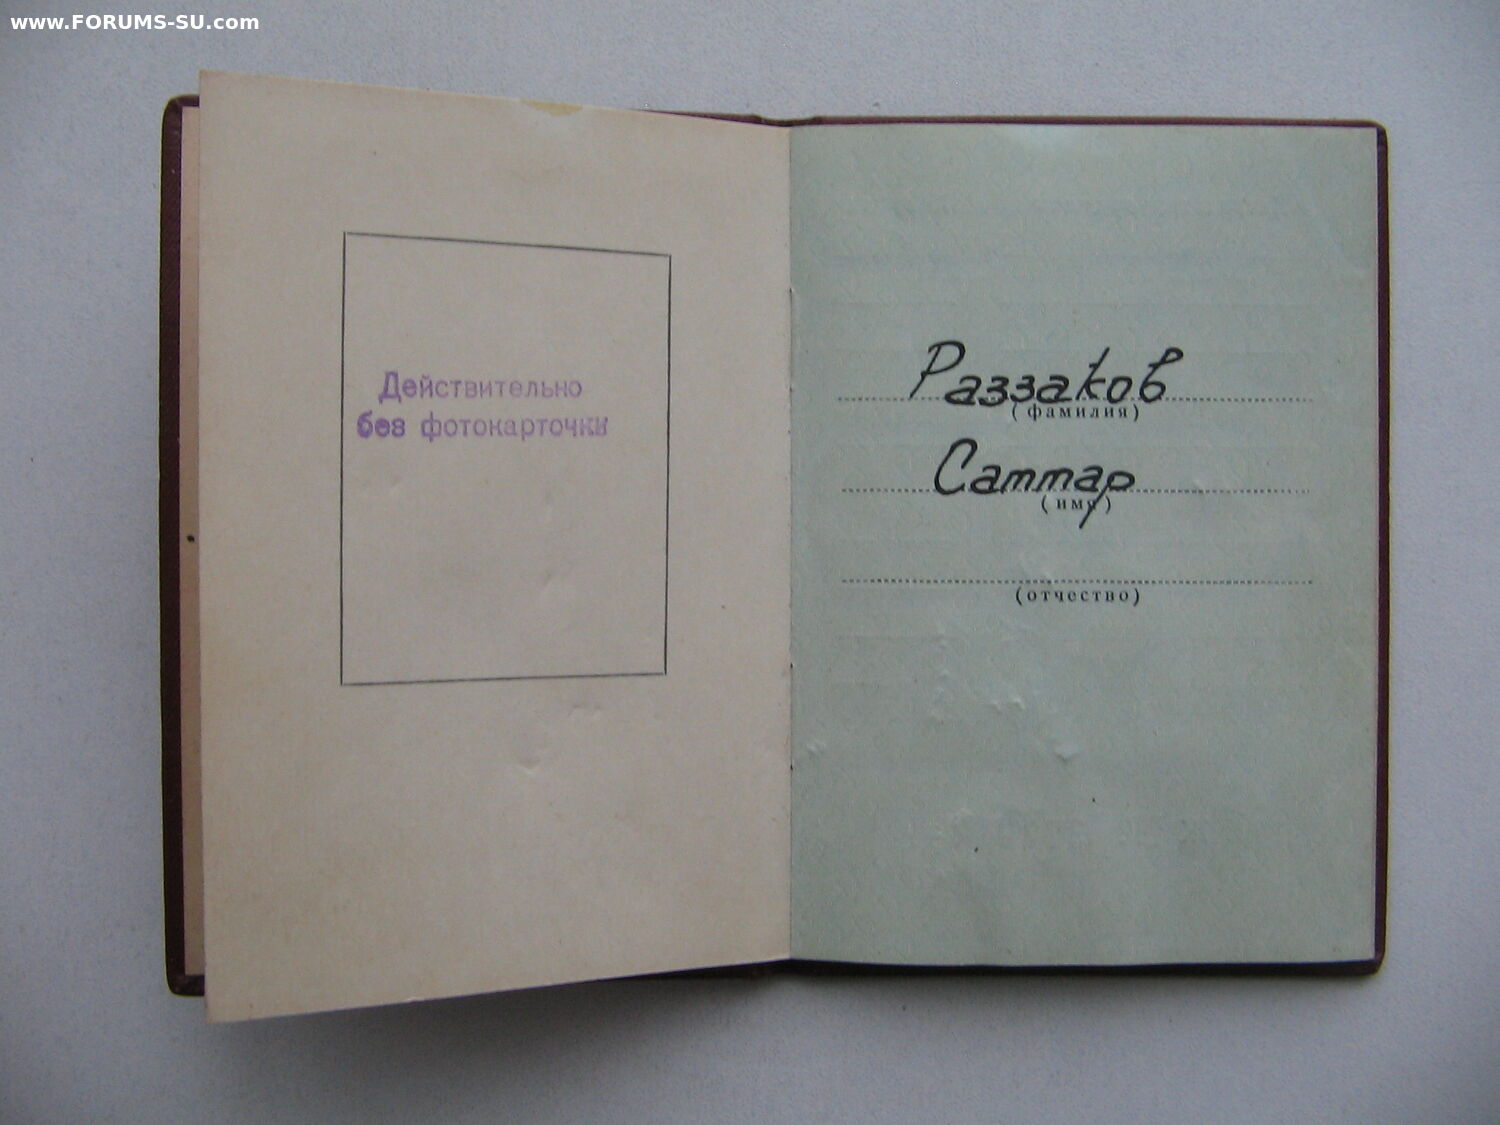 www.FORUMS-SU.com
Действительно
без фотокарточки
Раззаков
(фамилия)
Саттар
(имя)
(отчество)